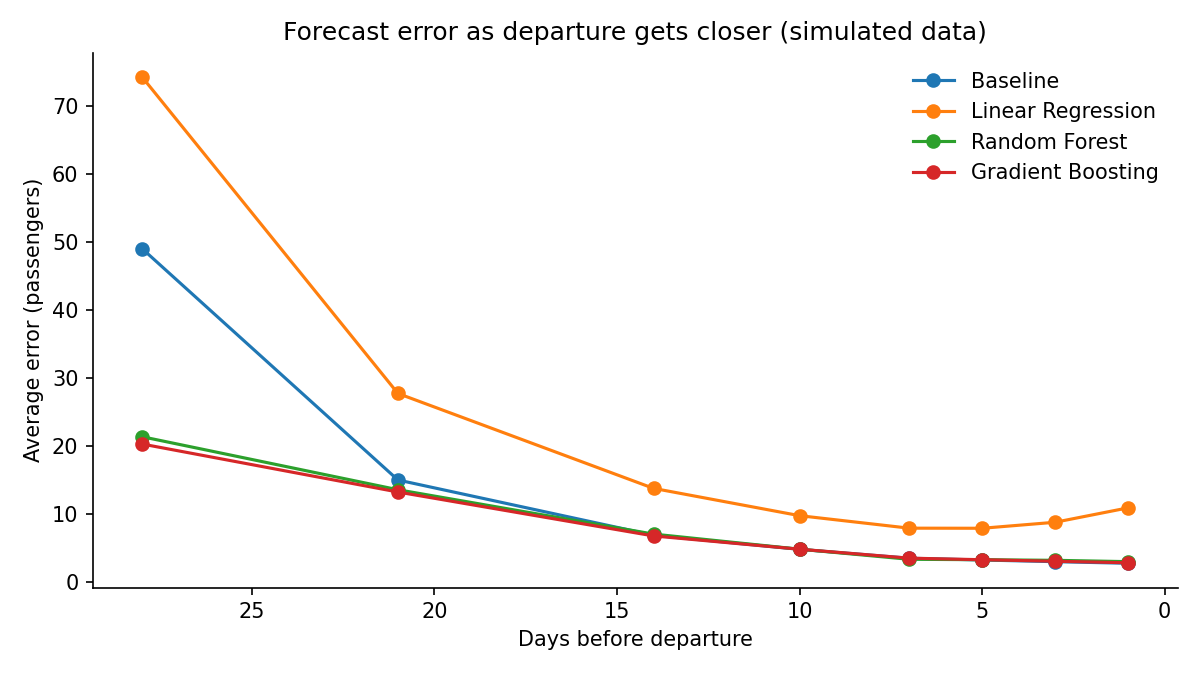 Forecast error as departure gets closer (simulated data)
Baseline
Linear Regression
Random Forest
Gradient Boosting
Average error (passengers)
70
60
50
40
30
20
10
0
25
20
15
10
5
0
Days before departure